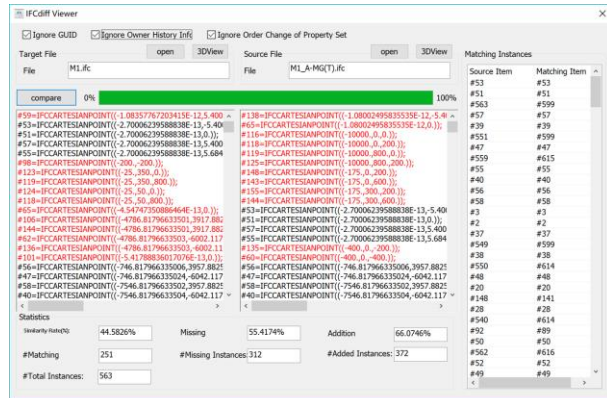 IFCdiff Viewer
Ignore GUID
Ignore Owner History Info
Ignore Order Change of Property Set
Target File
open
3DView
Source File
open
3DView
Matching Instances
File
M1.ifc
File
M1_A-MG(T).ifc
compare
0%
100%
#59=IFCCARTESIANPOINT((-1.08357767203415E-12,5.400
#53=IFCCARTESIANPOINT((-2.70006239588838E-13,-5.400
#51=IFCCARTESIANPOINT((-2.70006239588838E-13,0.));
#57=IFCCARTESIANPOINT((-2.70006239588838E-13,5.400
#55=IFCCARTESIANPOINT((-2.70006239588838E-13,5.684
#98=IFCCARTESIANPOINT((-200.,-200.));
#123=IFCCARTESIANPOINT((-25.,350.,0.));
#119=IFCCARTESIANPOINT((-25.,350.,800.));
#124=IFCCARTESIANPOINT((-25.,50.,0.));
#118=IFCCARTESIANPOINT((-25.,50.,800.));
#65=IFCCARTESIANPOINT((-4.54747350886464E-13,0.));
#106=IFCCARTESIANPOINT((-4786.81796633501,3917.882
#144=IFCCARTESIANPOINT((-4786.81796633501,3917.882
#62=IFCCARTESIANPOINT((-4786.81796633503,-6002.117
#136=IFCCARTESIANPOINT((-4786.81796633503,-6002.11
#101=IFCCARTESIANPOINT((-5.41788836017076E-13,0.));
#56=IFCCARTESIANPOINT((-746.817966335006,3957.8825
#47=IFCCARTESIANPOINT((-746.817966335024,-6042.117
#58=IFCCARTESIANPOINT((-7546.81796633502,3957.8825
#40=IFCCARTESIANPOINT((-7546.81796633504,-6042.117
#138=IFCCARTESIANPOINT((-1.08002495835535E-12,-5.4
#65=IFCCARTESIANPOINT((-1.08002495835535E-12,0.));
#116=IFCCARTESIANPOINT((-10000.,0.,0.));
#118=IFCCARTESIANPOINT((-10000.,0.,200.));
#119=IFCCARTESIANPOINT((-10000.,800.,0.));
#125=IFCCARTESIANPOINT((-10000.,800.,200.));
#148=IFCCARTESIANPOINT((-175.,0.,200.));
#143=IFCCARTESIANPOINT((-175.,0.,600.));
#155=IFCCARTESIANPOINT((-175.,300.,200.));
#144=IFCCARTESIANPOINT((-175.,300.,600.));
#53=IFCCARTESIANPOINT((-2.70006239588838E-13,-5.40
#51=IFCCARTESIANPOINT((-2.70006239588838E-13,0.));
#57=IFCCARTESIANPOINT((-2.70006239588838E-13,5.400
#55=IFCCARTESIANPOINT((-2.70006239588838E-13,5.684
#135=IFCCARTESIANPOINT((-400.,0.,-200.));
#60=IFCCARTESIANPOINT((-400.,0.,-400.));
#56=IFCCARTESIANPOINT((-746.817966335006,3957.8825
#47=IFCCARTESIANPOINT((-746.817966335024,-6042.117
#58=IFCCARTESIANPOINT((-7546.81796633502,3957.8825
#40=IFCCARTESIANPOINT((-7546.81796633504,-6042.117
Source Item Matching Item
#53 #53
#51 #51
#563 #599
#57 #57
#39 #39
#551 #599
#47 #47
#559 #615
#55 #55
#40 #40
#56 #56
#58 #58
#3 #3
#2 #2
#37 #37
#549 #599
#38 #38
#550 #614
#48 #48
#20 #20
#148 #141
#28 #28
#540 #614
#92 #89
#50 #50
#562 #616
#52 #52
#49 #49
Statistics
Similarity Rate(%): 44.5826% Missing 55.4174% Addition 66.0746%
#Matching 251 #Missing Instances: 312 #Added Instances: 372
#Total Instances: 563